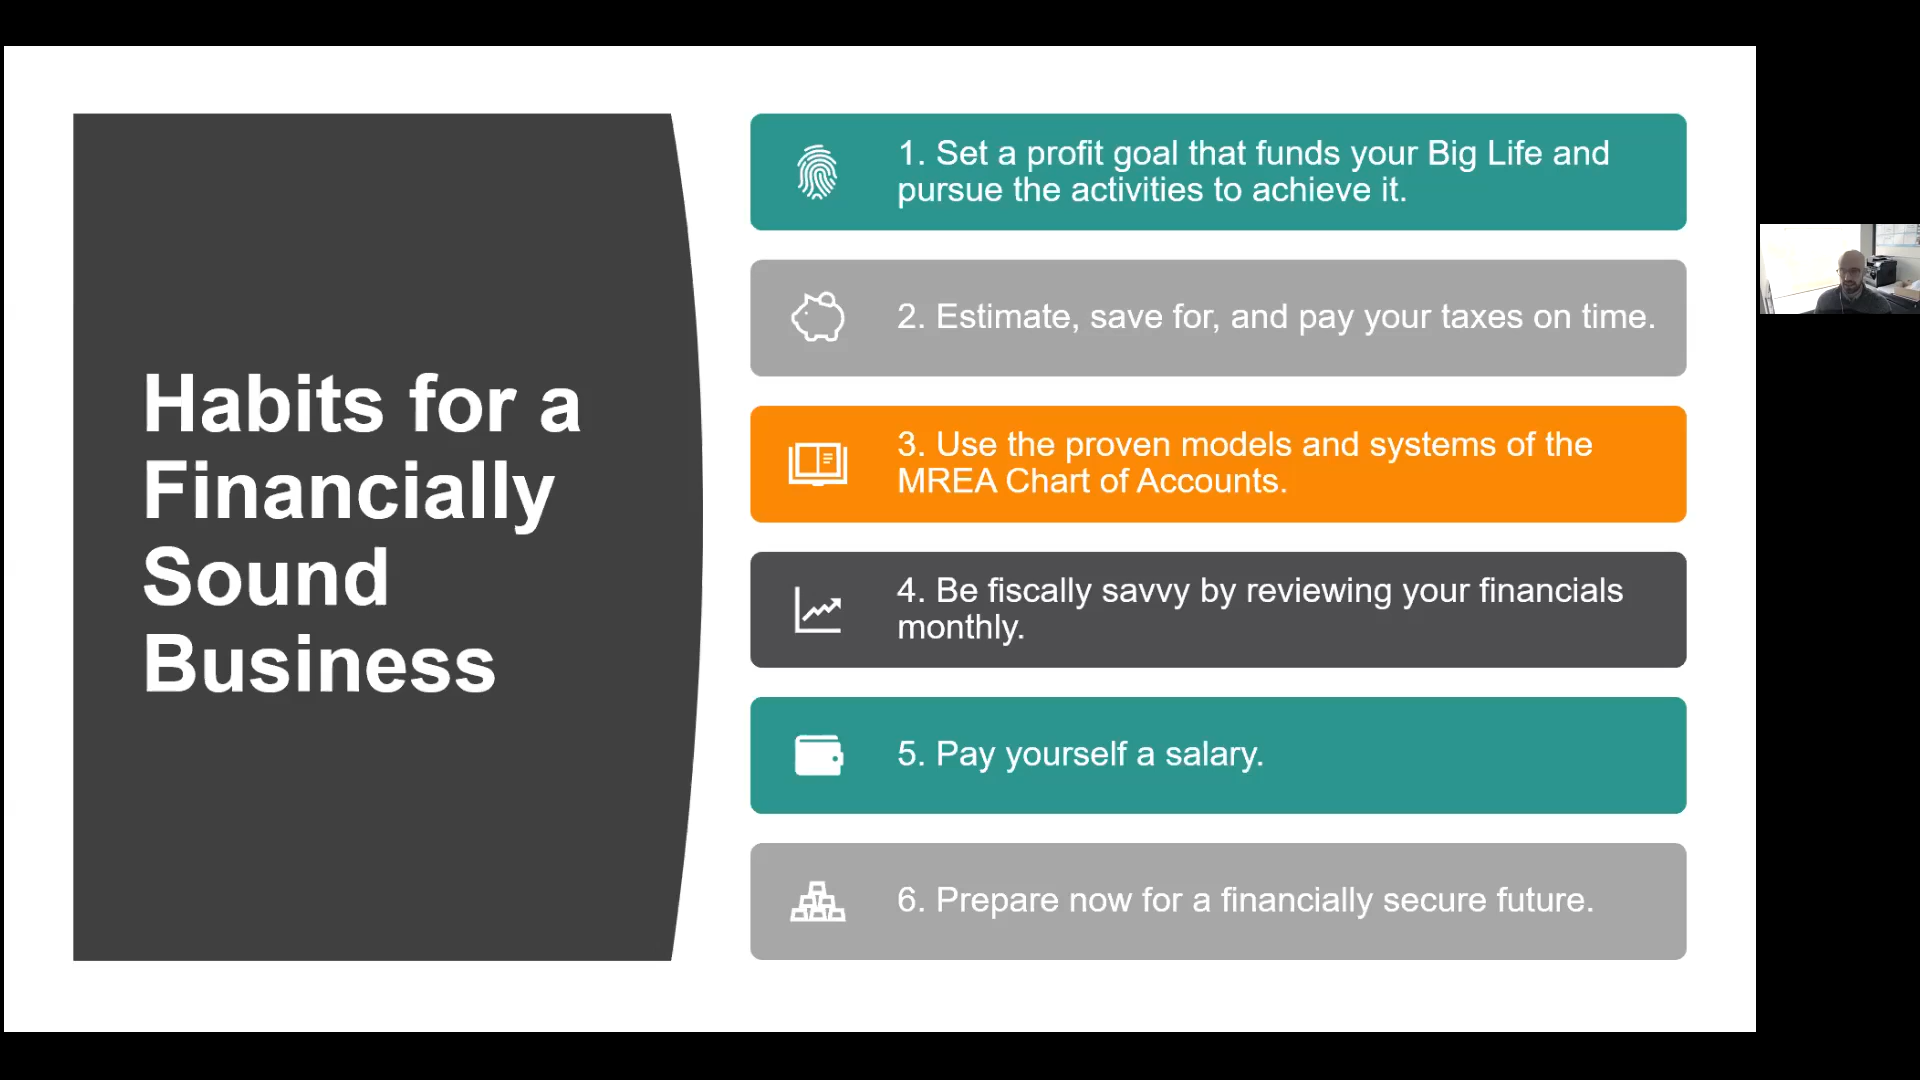 Habits for a
Financially
Sound
Business
1. Set a profit goal that funds your Big Life and
pursue the activities to achieve it.
2. Estimate, save for, and pay your taxes on time.
3. Use the proven models and systems of the
MREA Chart of Accounts.
4. Be fiscally savvy by reviewing your financials
monthly.
5. Pay yourself a salary.
6. Prepare now for a financially secure future.